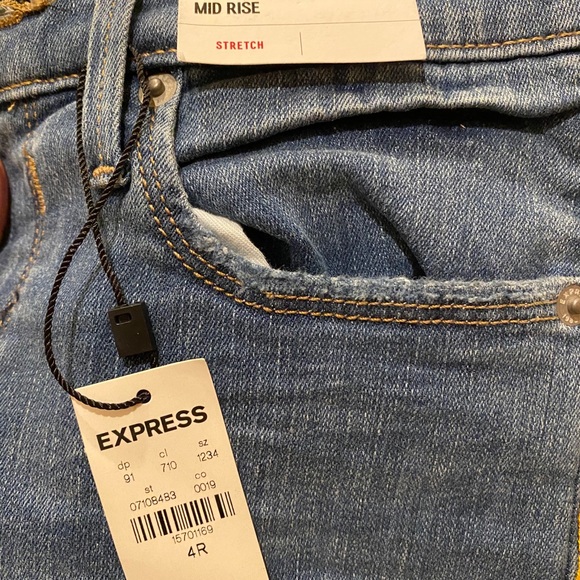 MID RISE
STRETCH
EXPRESS
dp cl sz
91 710 1234
st co
07108483 0019
15701169
4R